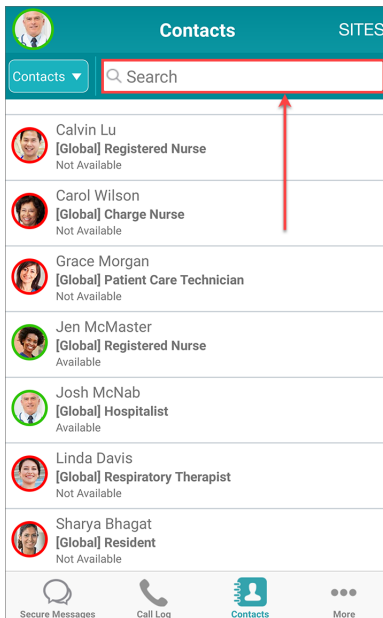 Contacts
SITES
Contacts
Search
Calvin Lu
[Global] Registered Nurse
Not Available
Carol Wilson
[Global] Charge Nurse
Not Available
Grace Morgan
[Global] Patient Care Technician
Not Available
Jen McMaster
[Global] Registered Nurse
Available
Josh McNab
[Global] Hospitalist
Available
Linda Davis
[Global] Respiratory Therapist
Not Available
Sharya Bhagat
[Global] Resident
Not Available
Secure Messages
Call Log
Contacts
More